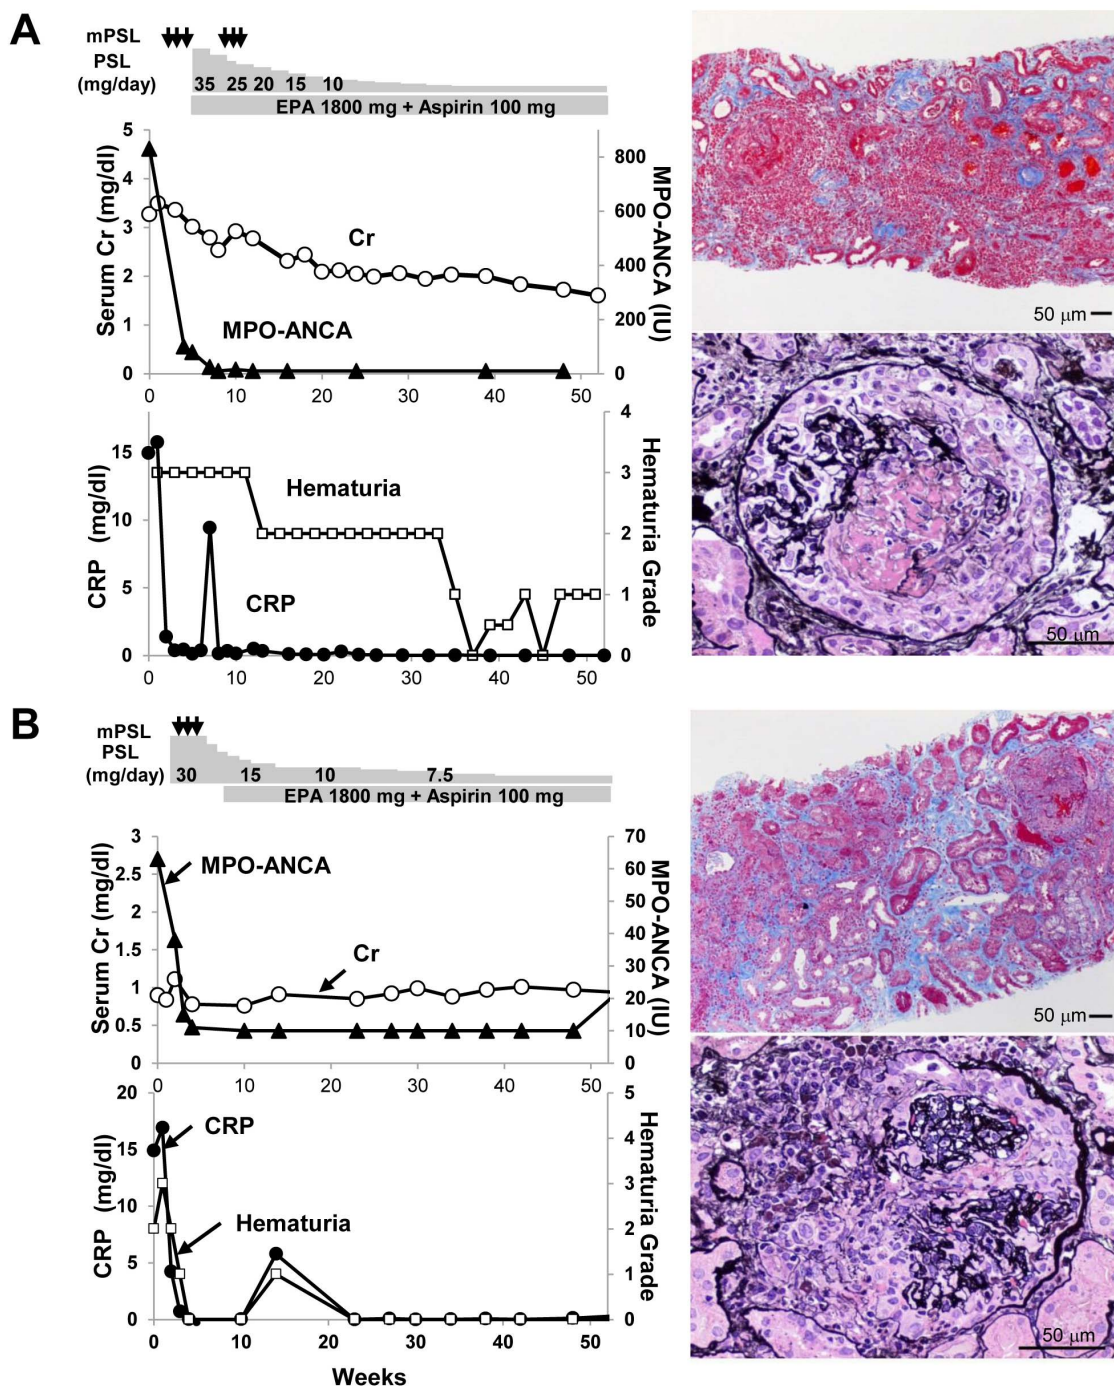 A
mPSL
PSL
(mg/day)
35 25 20 15 10
EPA 1800 mg + Aspirin 100 mg
Serum Cr (mg/dl)
5
4
3
2
1
0
MPO-ANCA (IU)
800
600
400
200
0
Cr
MPO-ANCA
0 10 20 30 40 50
CRP (mg/dl)
15
10
5
0
Hematuria Grade
4
3
2
1
0
Hematuria
CRP
0 10 20 30 40 50
50 μm
50 μm
B
mPSL
PSL
(mg/day)
30 15 10 7.5
EPA 1800 mg + Aspirin 100 mg
Serum Cr (mg/dl)
3
2.5
2
1.5
1
0.5
0
MPO-ANCA (IU)
70
60
50
40
30
20
10
0
MPO-ANCA
Cr
0 10 20 30 40 50
CRP (mg/dl)
20
15
10
5
0
Hematuria Grade
5
4
3
2
1
0
CRP
Hematuria
0 10 20 30 40 50
Weeks
50 μm
50 μm